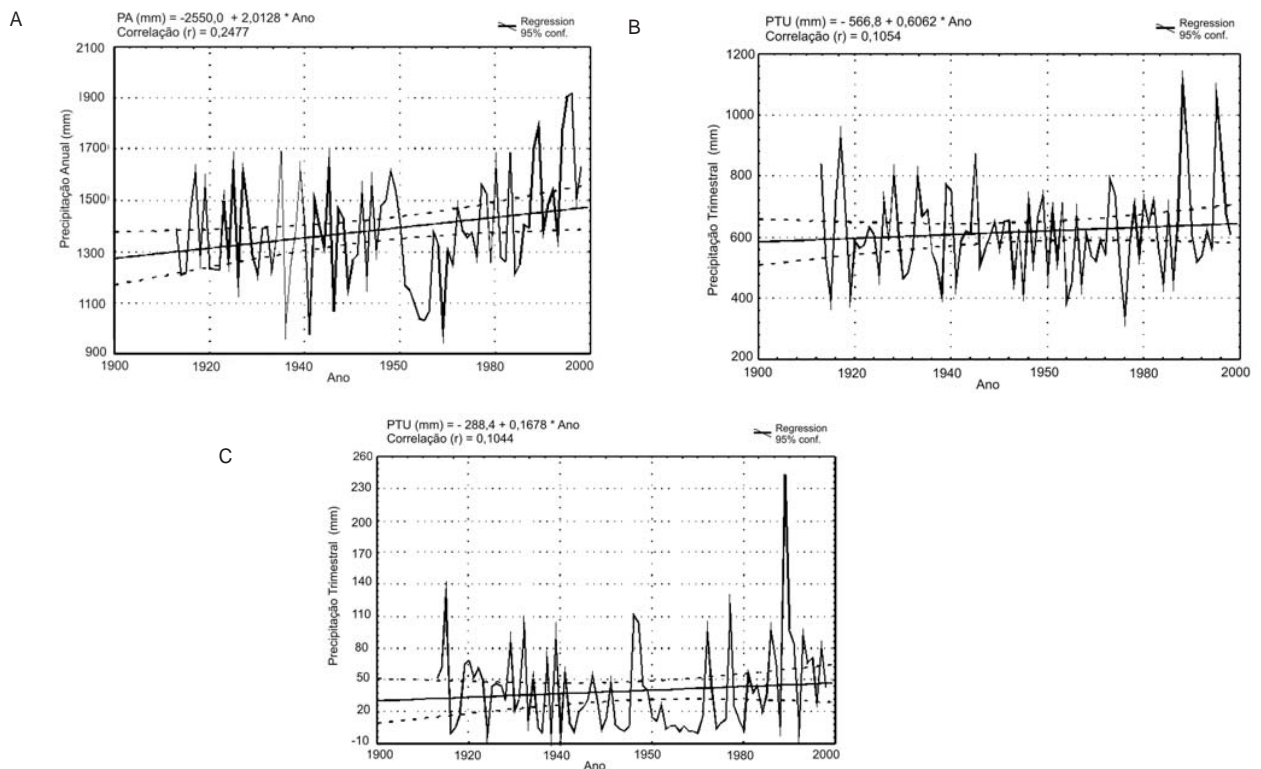 A
PA (mm) = -2550,0 + 2,0128 * Ano
Correlação (r) = 0,2477
Regression
95% conf.
Precipitação Anual (mm)
2100
1900
1700
1500
1300
1100
900
1900
1920
1940
1950
1980
2000
Ano
B
PTU (mm) = - 566,8 + 0,6062 * Ano
Correlação (r) = 0,1054
Regression
95% conf.
Precipitação Trimestral (mm)
1200
1000
800
600
400
200
1900
1920
1940
1950
1980
2000
Ano
C
PTU (mm) = - 288,4 + 0,1678 * Ano
Correlação (r) = 0,1044
Regression
95% conf.
Precipitação Trimestral (mm)
260
230
200
170
140
110
80
50
20
-10
1900
1920
1940
1950
1980
2000
Ano